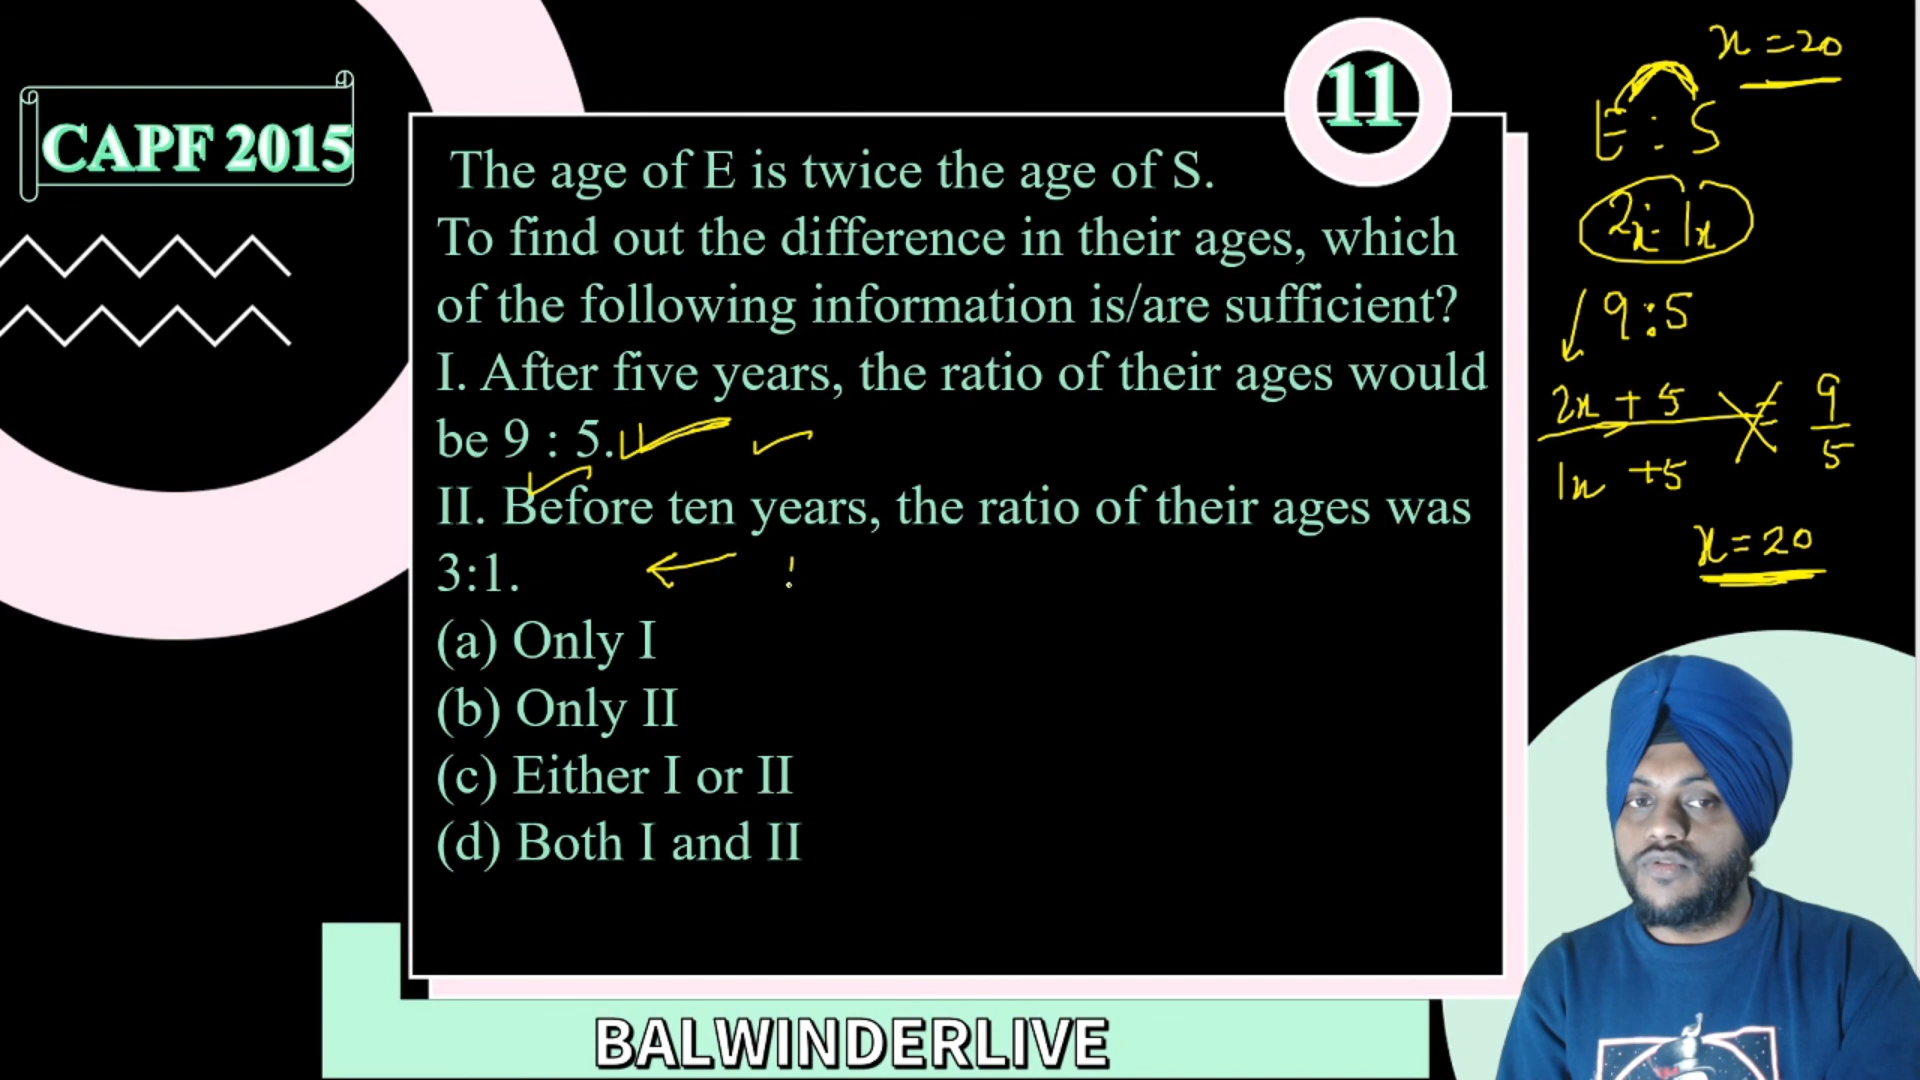 CAPF 2015
11
The age of E is twice the age of S.
To find out the difference in their ages, which
of the following information is/are sufficient?
I. After five years, the ratio of their ages would
be 9 : 5.
II. Before ten years, the ratio of their ages was
3:1.
(a) Only I
(b) Only II
(c) Either I or II
(d) Both I and II
BALWINDERLIVE
x = 20
E : S
2x : 1x
9:5
2x + 5 = 9
1x + 5 5
x = 20